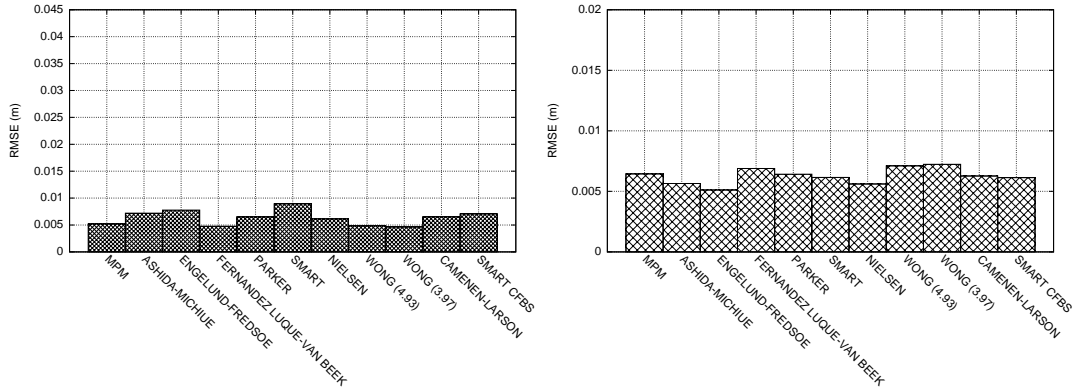 0.045
0.04
0.035
0.03
0.025
0.02
0.015
0.01
0.005
0
RMSE (m)
MPM
ASHIDA-MICHIUE
ENGELUND-FREDSOE
FERNANDEZ LUQUE-VAN BEEK
PARKER
SMART
NIELSEN
WONG (4.93)
WONG (3.97)
CAMENEN-LARSON
SMART CFBS
0.02
0.015
0.01
0.005
0
RMSE (m)
MPM
ASHIDA-MICHIUE
ENGELUND-FREDSOE
FERNANDEZ LUQUE-VAN BEEK
PARKER
SMART
NIELSEN
WONG (4.93)
WONG (3.97)
CAMENEN-LARSON
SMART CFBS